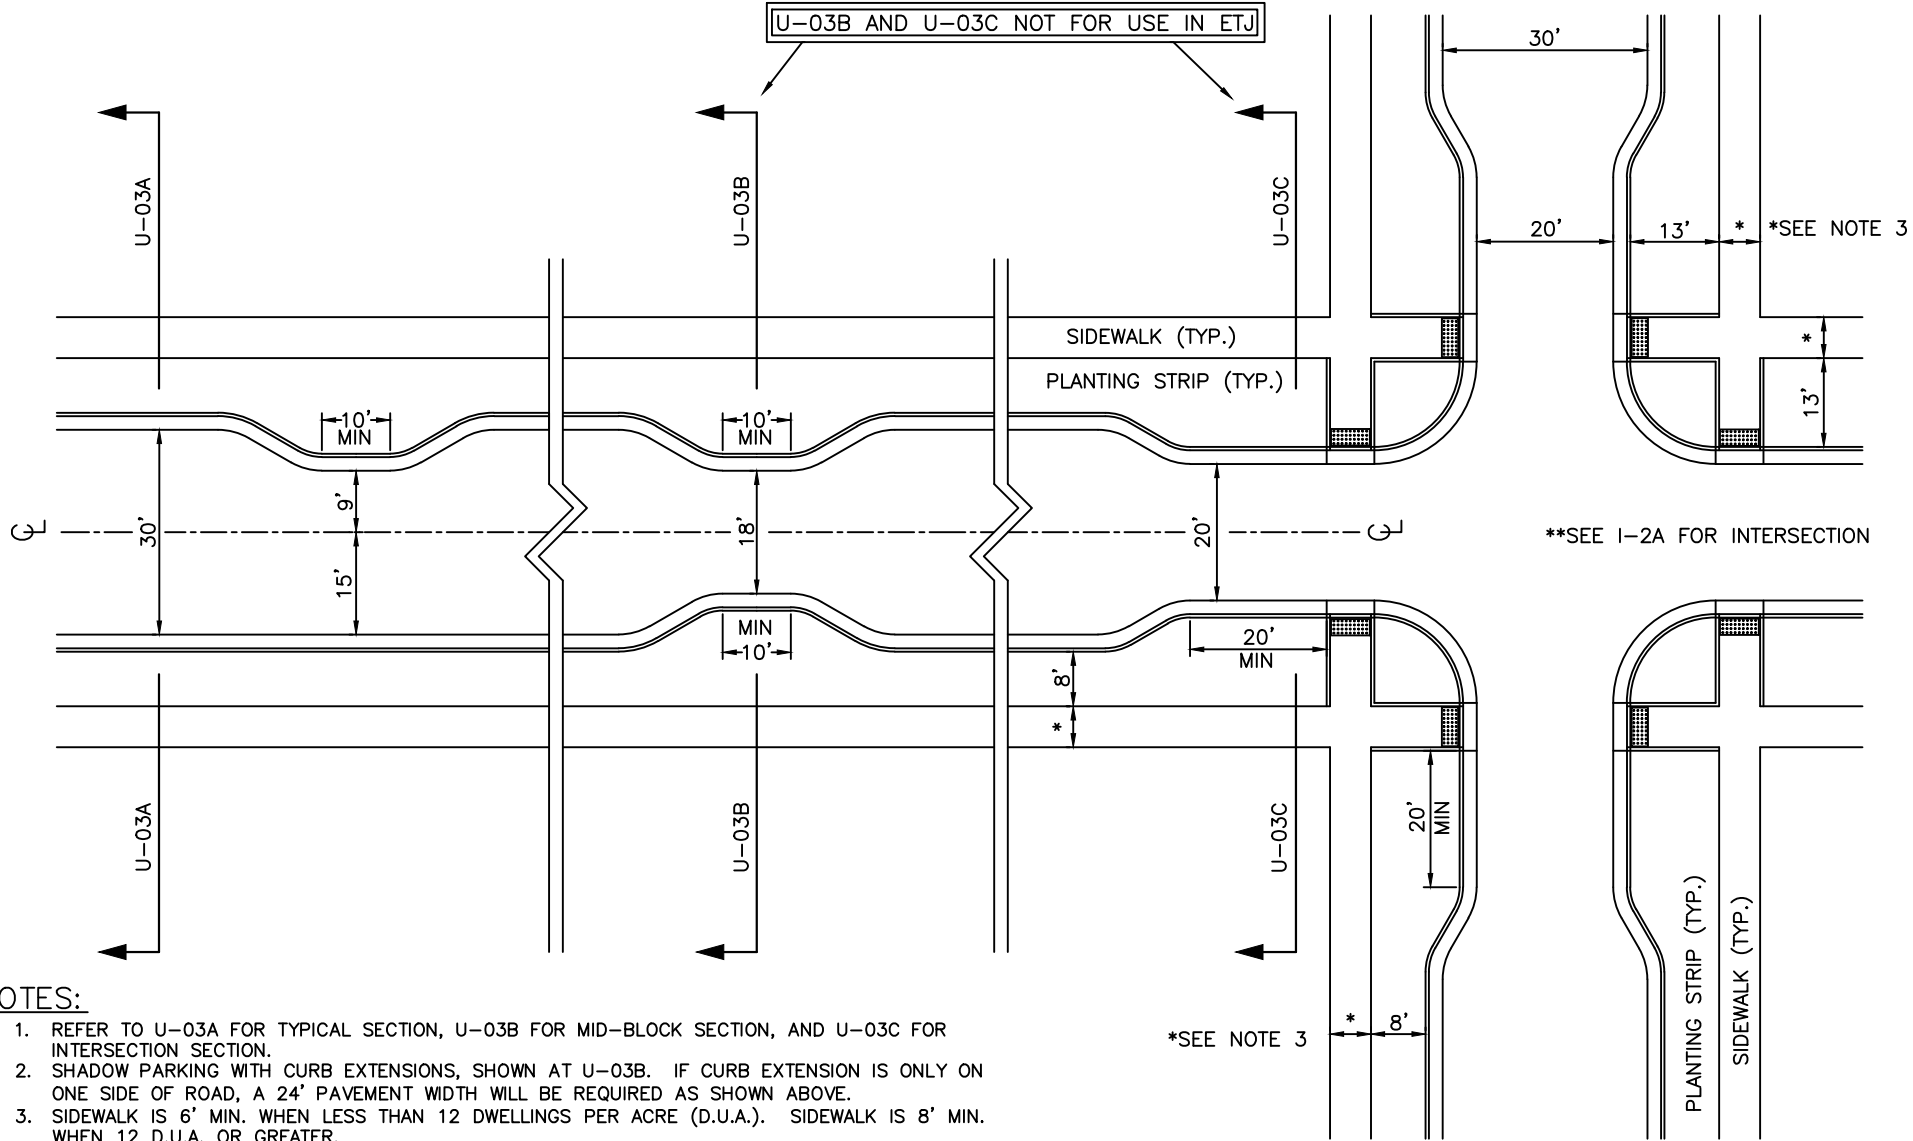 U-03B AND U-03C NOT FOR USE IN ETJ
30'
U-03A
U-03B
U-03C
20'
13'
*
*SEE NOTE 3
SIDEWALK (TYP.)
PLANTING STRIP (TYP.)
*
13'
10'
MIN
10'
MIN
CL
30'
9'
15'
18'
20'
CL
**SEE I-2A FOR INTERSECTION
MIN
10'
20'
MIN
8'
*
U-03A
U-03B
U-03C
20'
MIN
PLANTING STRIP (TYP.)
SIDEWALK (TYP.)
*SEE NOTE 3
*
8'
OTES:
1. REFER TO U-03A FOR TYPICAL SECTION, U-03B FOR MID-BLOCK SECTION, AND U-03C FOR
INTERSECTION SECTION.
2. SHADOW PARKING WITH CURB EXTENSIONS, SHOWN AT U-03B. IF CURB EXTENSION IS ONLY ON
ONE SIDE OF ROAD, A 24' PAVEMENT WIDTH WILL BE REQUIRED AS SHOWN ABOVE.
3. SIDEWALK IS 6' MIN. WHEN LESS THAN 12 DWELLINGS PER ACRE (D.U.A.). SIDEWALK IS 8' MIN.
WHEN 12 D.U.A. OR GREATER.